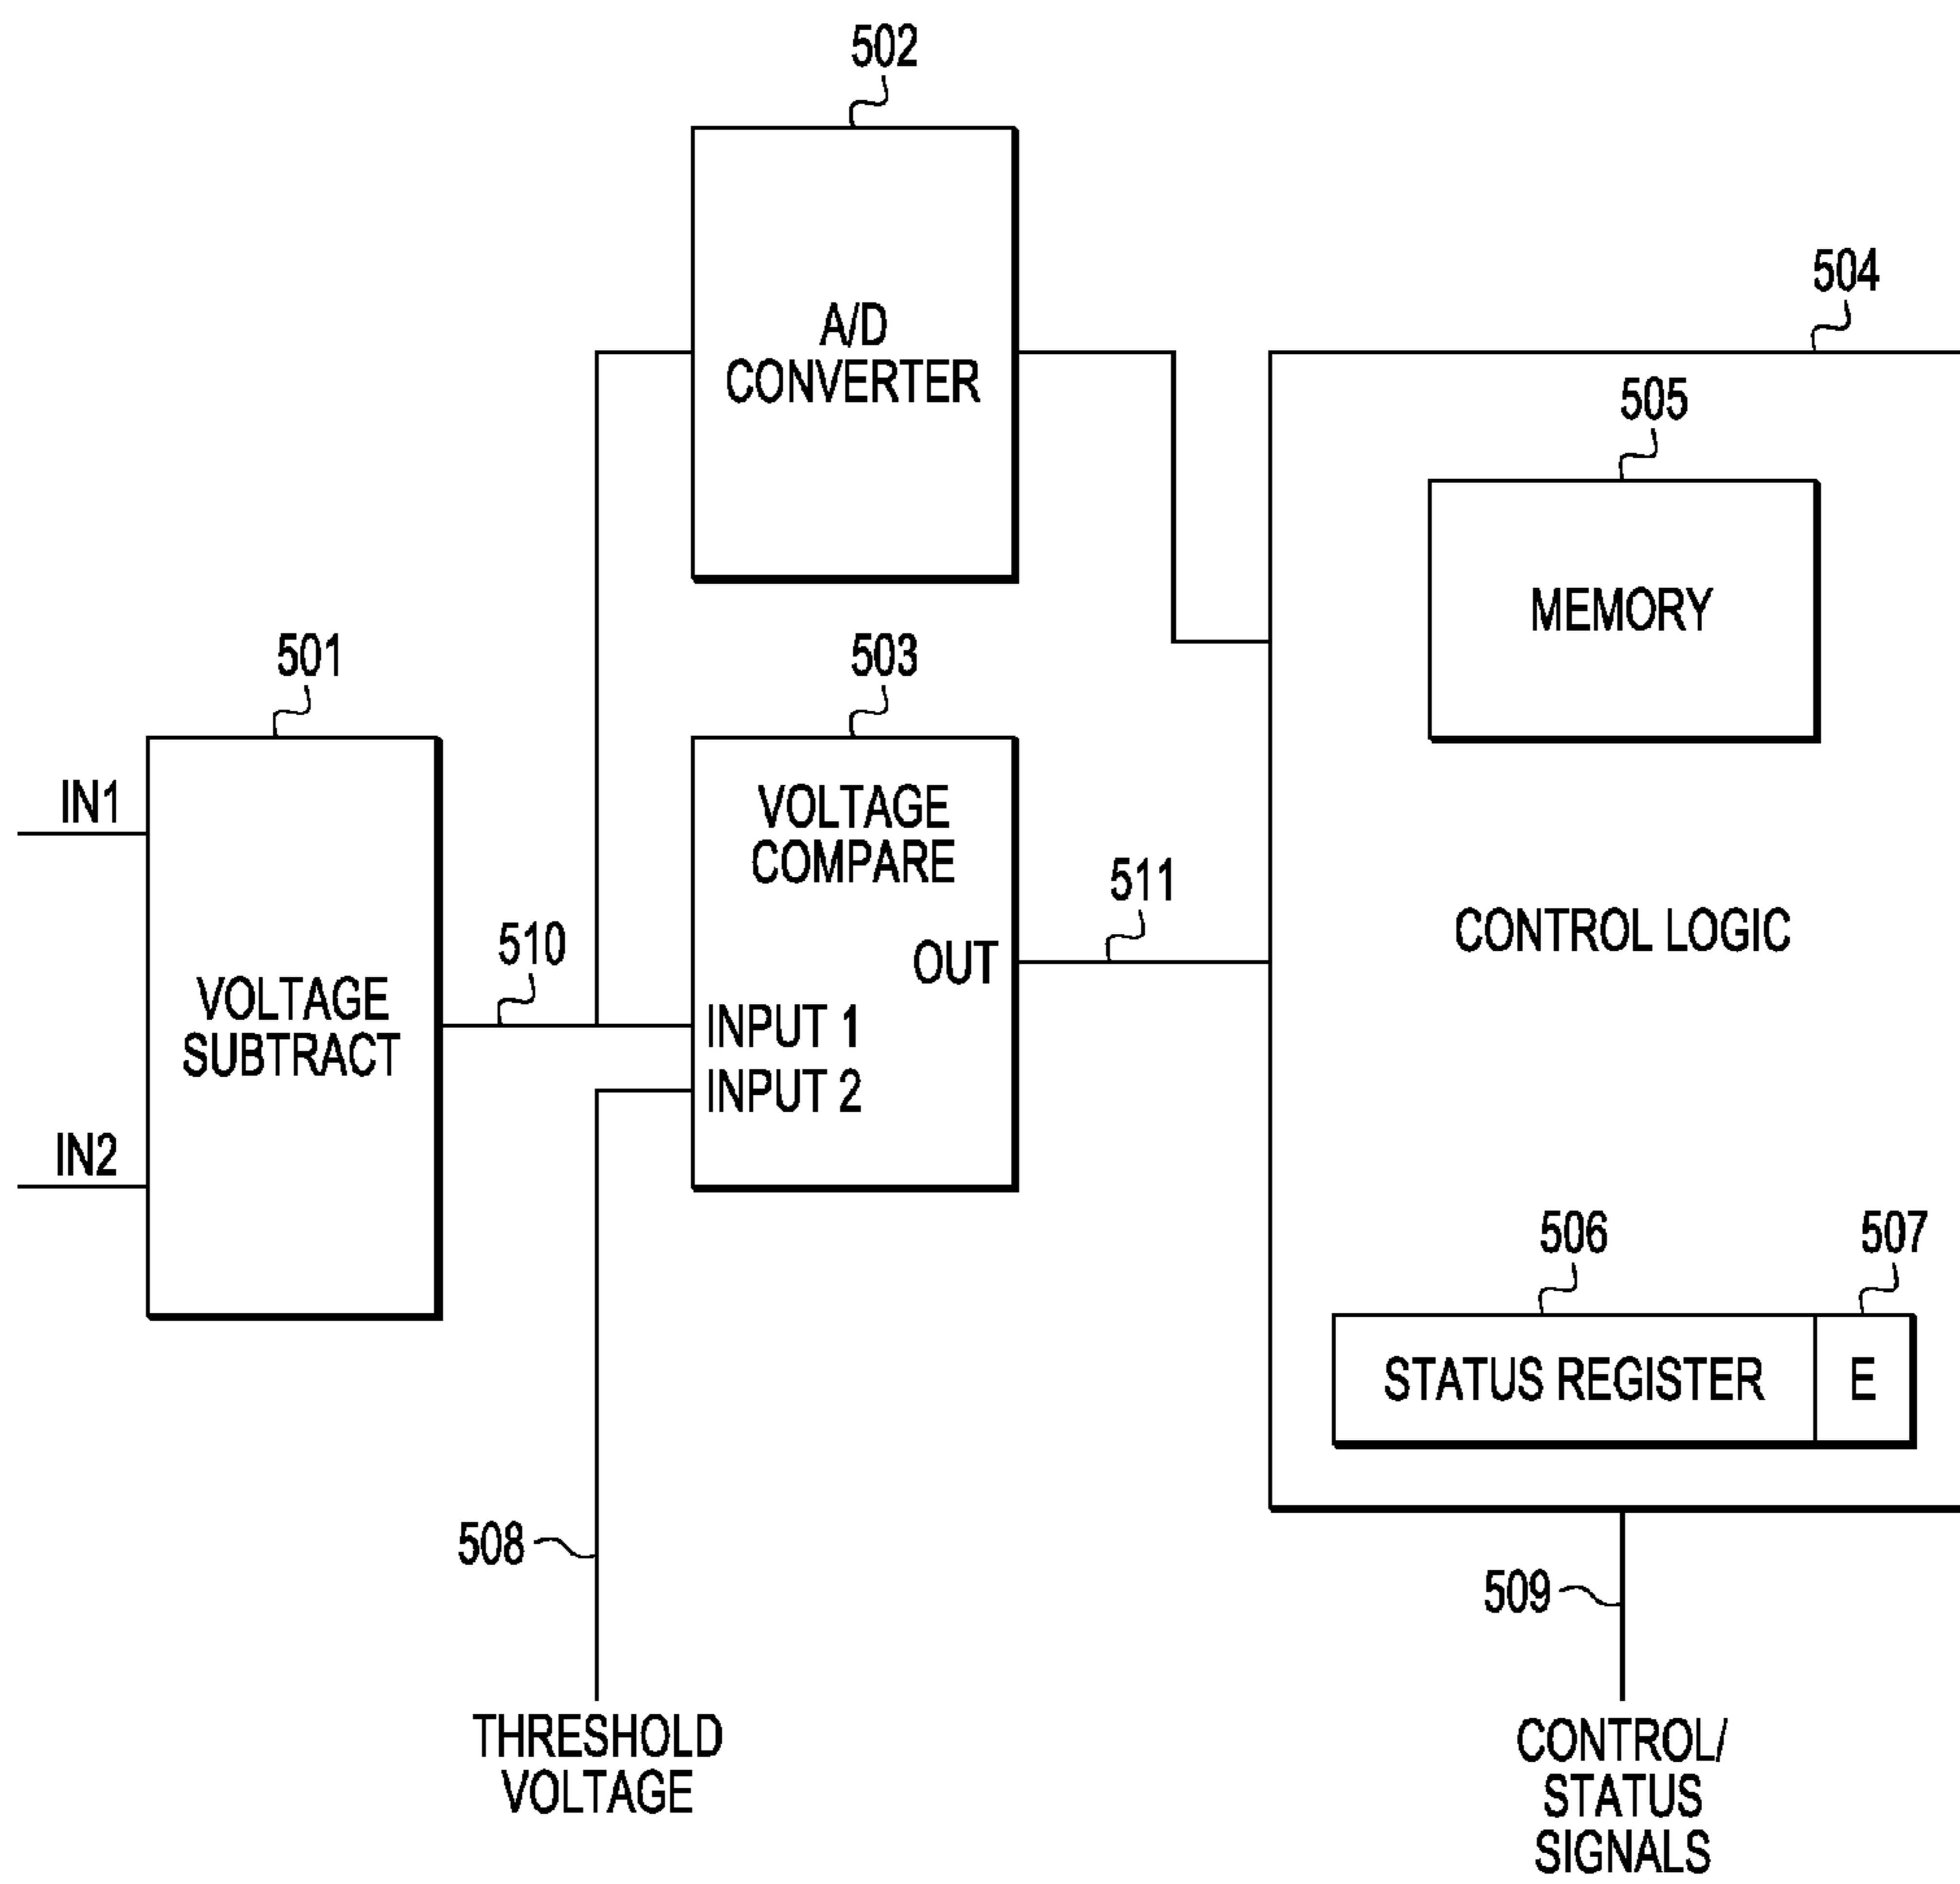 502
A/D
CONVERTER
504
505
MEMORY
501
503
IN1
VOLTAGE
COMPARE
511
510
OUT
CONTROL LOGIC
VOLTAGE
SUBTRACT
INPUT 1
INPUT 2
IN2
506
507
STATUS REGISTER
E
508
509
THRESHOLD
VOLTAGE
CONTROL/
STATUS
SIGNALS